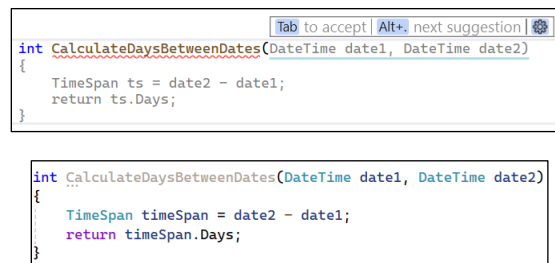 Tab to accept | Alt+. next suggestion |
int CalculateDaysBetweenDates(DateTime date1, DateTime date2)
{
    TimeSpan ts = date2 - date1;
    return ts.Days;
}
int CalculateDaysBetweenDates(DateTime date1, DateTime date2)
{
    TimeSpan timeSpan = date2 - date1;
    return timeSpan.Days;
}